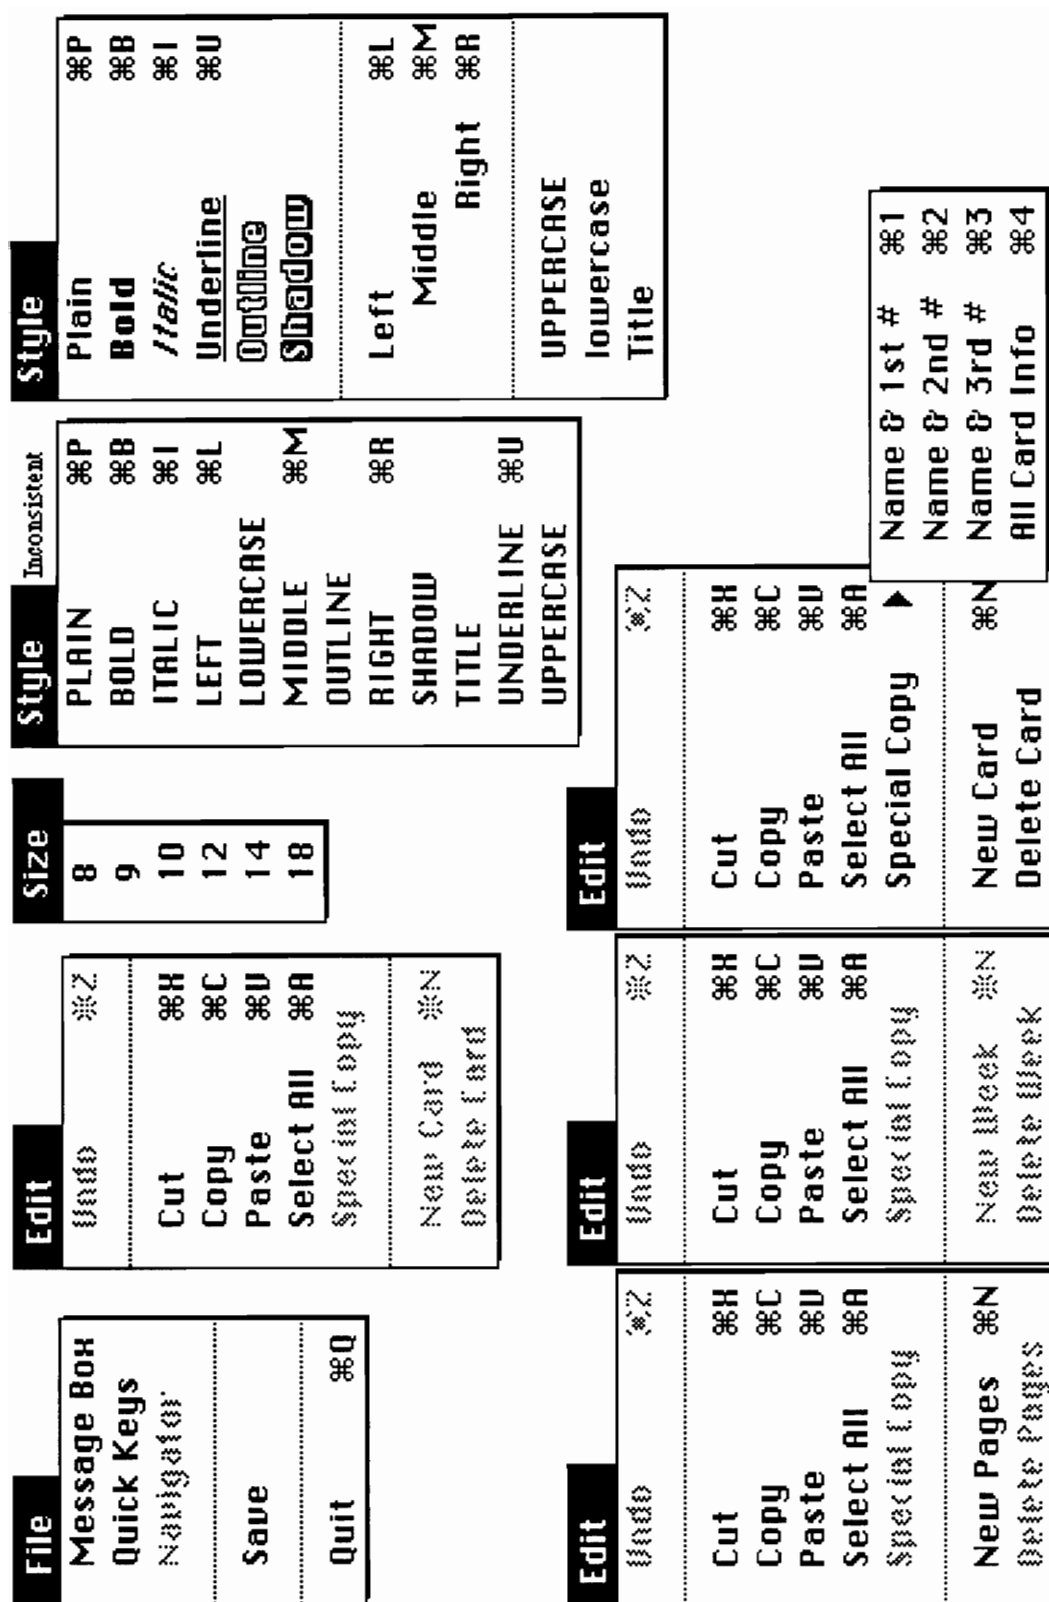 File
Message Box
Quick Keys
Navigator
Save
Quit ⌘Q
Edit
Undo ⌘Z
Cut ⌘X
Copy ⌘C
Paste ⌘V
Select All ⌘A
Special Copy
New Card ⌘N
Delete Card
Size
8
9
10
12
14
18
Style Inconsistent
PLAIN ⌘P
BOLD ⌘B
ITALIC ⌘I
LEFT ⌘L
LOWERCASE
MIDDLE ⌘M
OUTLINE
RIGHT ⌘R
SHADOW
TITLE
UNDERLINE ⌘U
UPPERCASE
Style
Plain ⌘P
Bold ⌘B
Italic ⌘I
Underline ⌘U
Outline
Shadow
Left ⌘L
Middle ⌘M
Right ⌘R
UPPERCASE
lowercase
Title
Edit
Undo ⌘Z
Cut ⌘X
Copy ⌘C
Paste ⌘V
Select All ⌘A
Special Copy
New Pages ⌘N
Delete Pages
Edit
Undo ⌘Z
Cut ⌘X
Copy ⌘C
Paste ⌘V
Select All ⌘A
Special Copy
New Week ⌘N
Delete Week
Edit
Undo ⌘Z
Cut ⌘X
Copy ⌘C
Paste ⌘V
Select All ⌘A
Special Copy ▶
New Card ⌘N
Delete Card
Name & 1st # ⌘1
Name & 2nd # ⌘2
Name & 3rd # ⌘3
All Card Info ⌘4